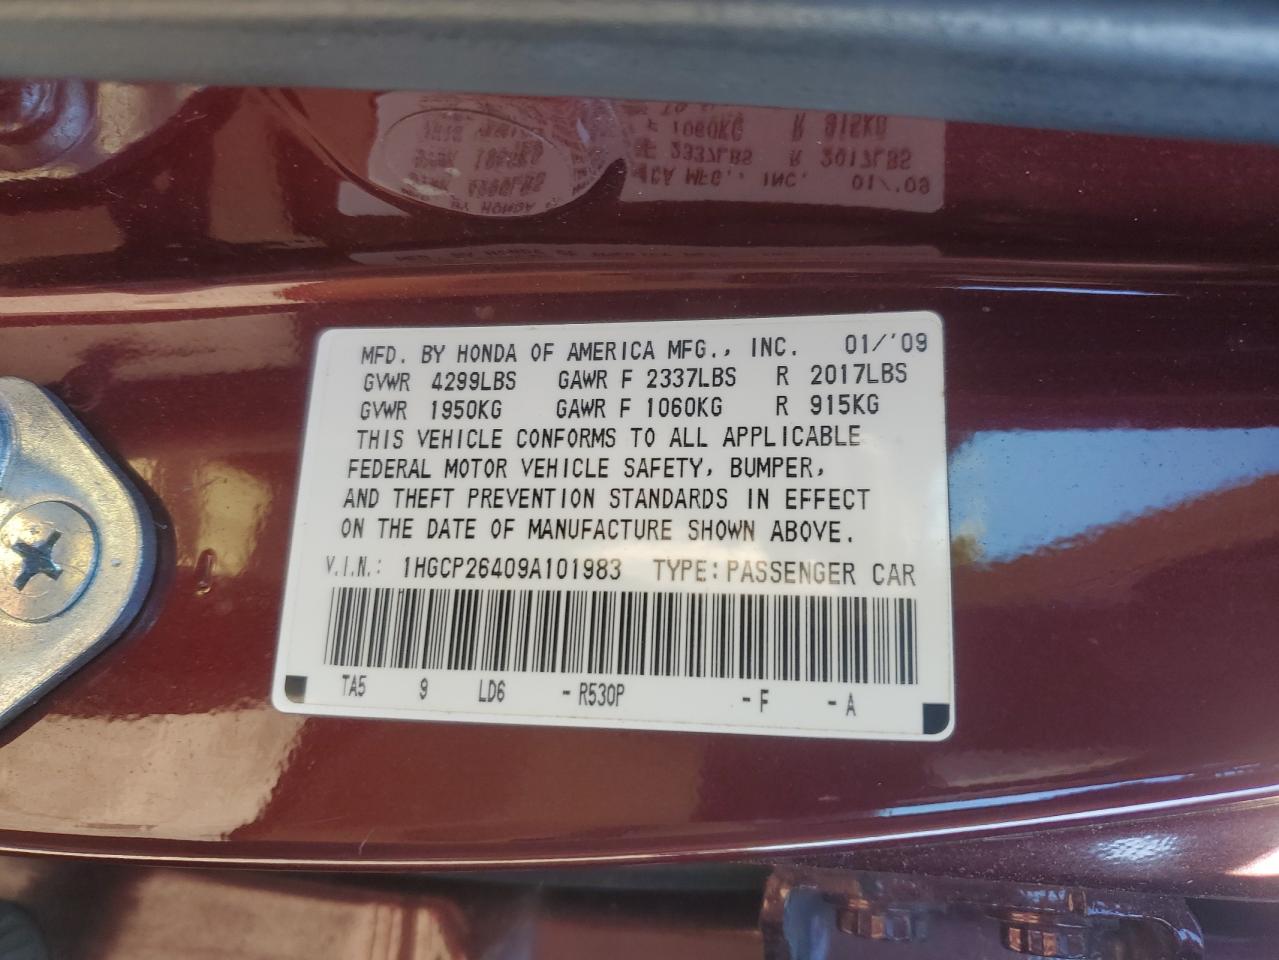 MFD. BY HONDA OF AMERICA MFG., INC. 01/'09
GVWR 4299LBS GAWR F 2337LBS R 2017LBS
GVWR 1950KG GAWR F 1060KG R 915KG
THIS VEHICLE CONFORMS TO ALL APPLICABLE
FEDERAL MOTOR VEHICLE SAFETY, BUMPER,
AND THEFT PREVENTION STANDARDS IN EFFECT
ON THE DATE OF MANUFACTURE SHOWN ABOVE.
V.I.N.: 1HGCP26409A101983 TYPE:PASSENGER CAR
TA5 9 LD6 -R530P -F -A